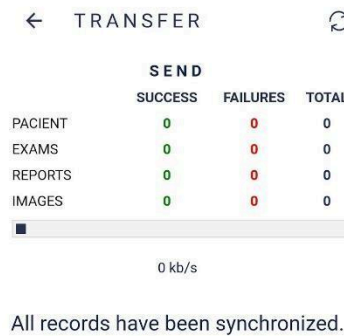 TRANSFER
SEND
SUCCESS FAILURES TOTAL
PACIENT 0 0 0
EXAMS 0 0 0
REPORTS 0 0 0
IMAGES 0 0 0
0 kb/s
All records have been synchronized.